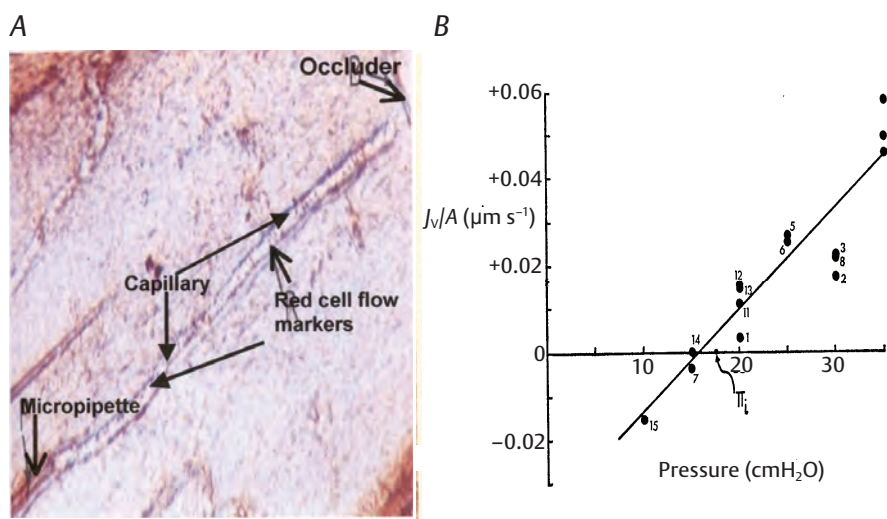 A
Occluder
Capillary
Red cell flow
markers
Micropipette
B
+0.06
+0.04
Jv/A (μm s⁻¹)
+0.02
0
−0.02
5
6
3
8
2
12
13
11
1
14
7
15
10
20
30
πi
Pressure (cmH₂O)